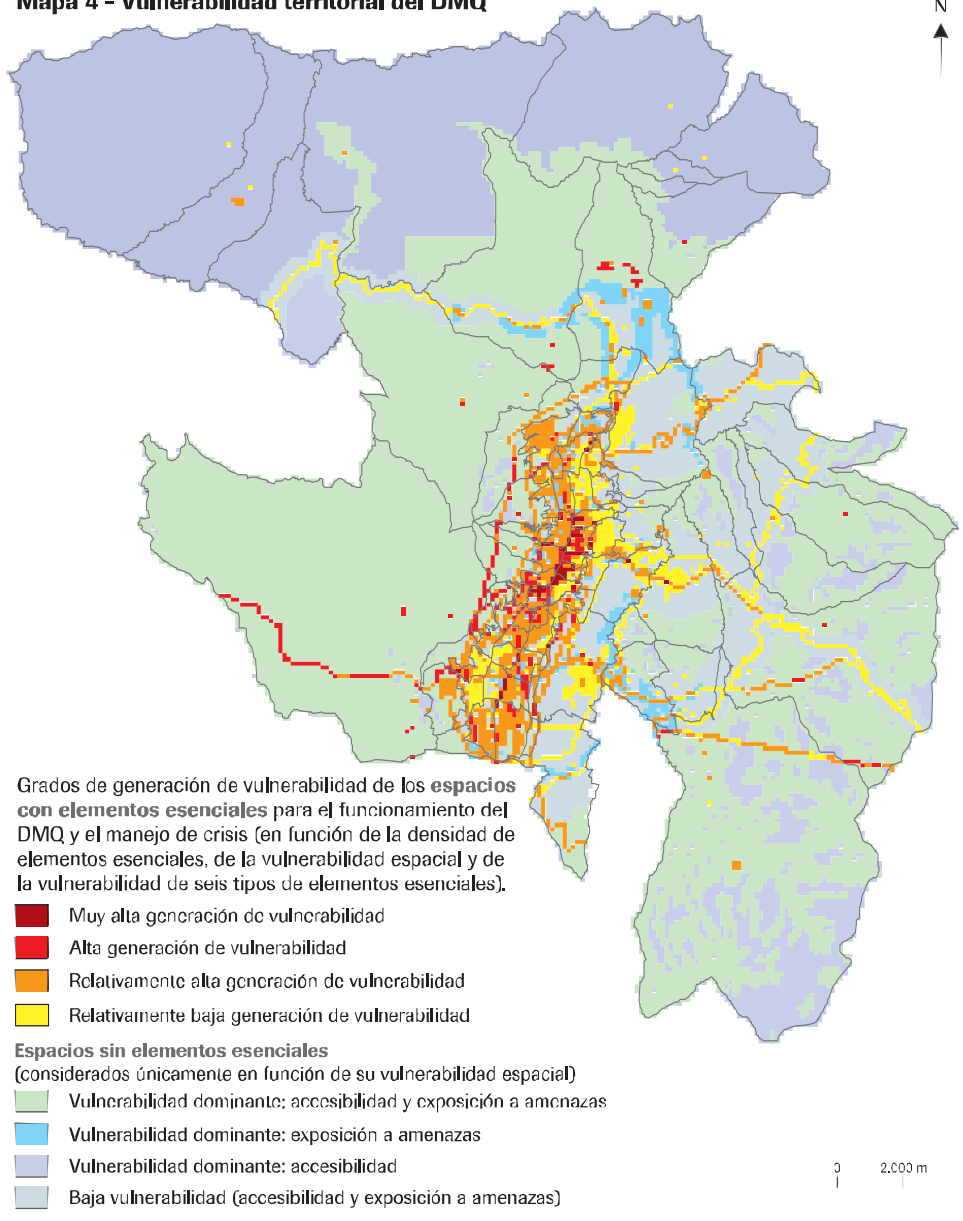 Mapa 4 – Vulnerabilidad territorial del DMQ
N
Grados de generación de vulnerabilidad de los espacios
con elementos esenciales para el funcionamiento del
DMQ y el manejo de crisis (en función de la densidad de
elementos esenciales, de la vulnerabilidad espacial y de
la vulnerabilidad de seis tipos de elementos esenciales).
Muy alta generación de vulnerabilidad
Alta generación de vulnerabilidad
Relativamente alta generación de vulnerabilidad
Relativamente baja generación de vulnerabilidad
Espacios sin elementos esenciales
(considerados únicamente en función de su vulnerabilidad espacial)
Vulnerabilidad dominante: accesibilidad y exposición a amenazas
Vulnerabilidad dominante: exposición a amenazas
Vulnerabilidad dominante: accesibilidad
Baja vulnerabilidad (accesibilidad y exposición a amenazas)
0 2.000 m